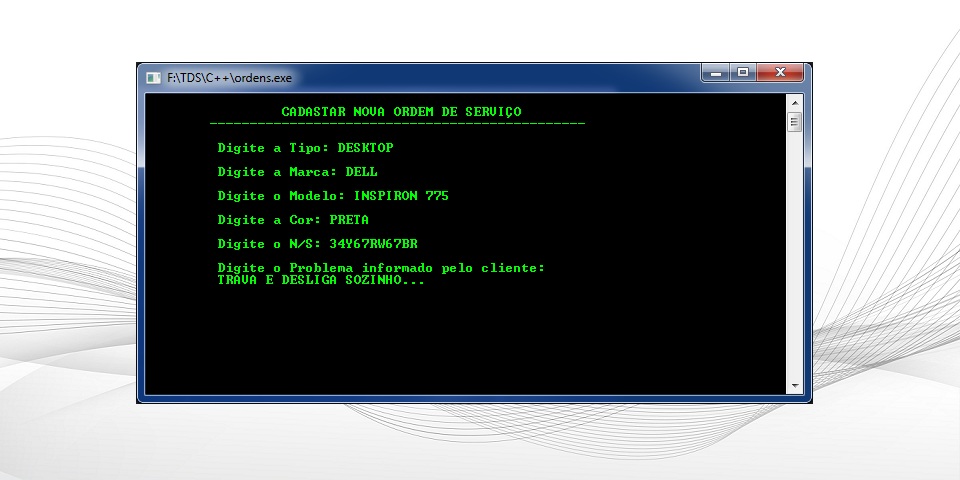 F:\TDS\C++\ordens.exe
CADASTAR NOVA ORDEM DE SERVIÇO
Digite a Tipo: DESKTOP
Digite a Marca: DELL
Digite o Modelo: INSPIRON 775
Digite a Cor: PRETA
Digite o N/S: 34Y67RW67BR
Digite o Problema informado pelo cliente:
TRAVA E DESLIGA SOZINHO...